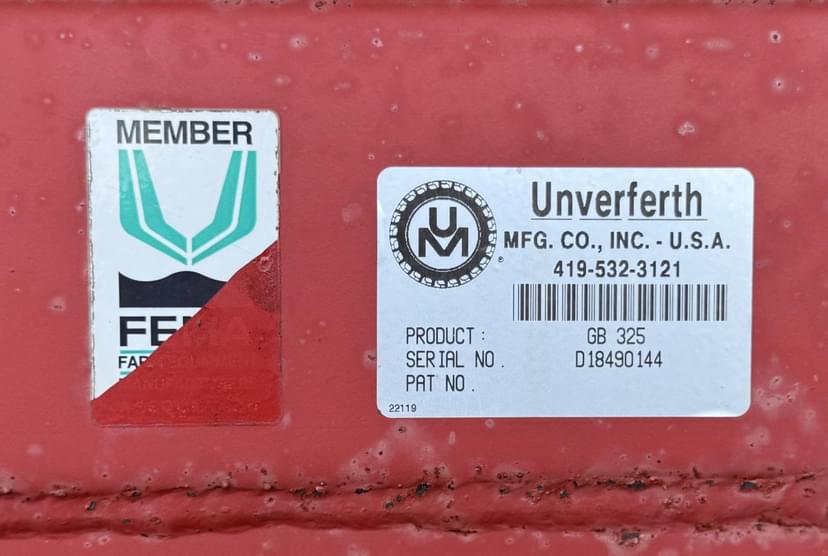 MEMBER
FEMA
UM
Unverferth
MFG. CO., INC. - U.S.A.
419-532-3121
PRODUCT: GB 325
SERIAL NO. D18490144
PAT NO.
22119